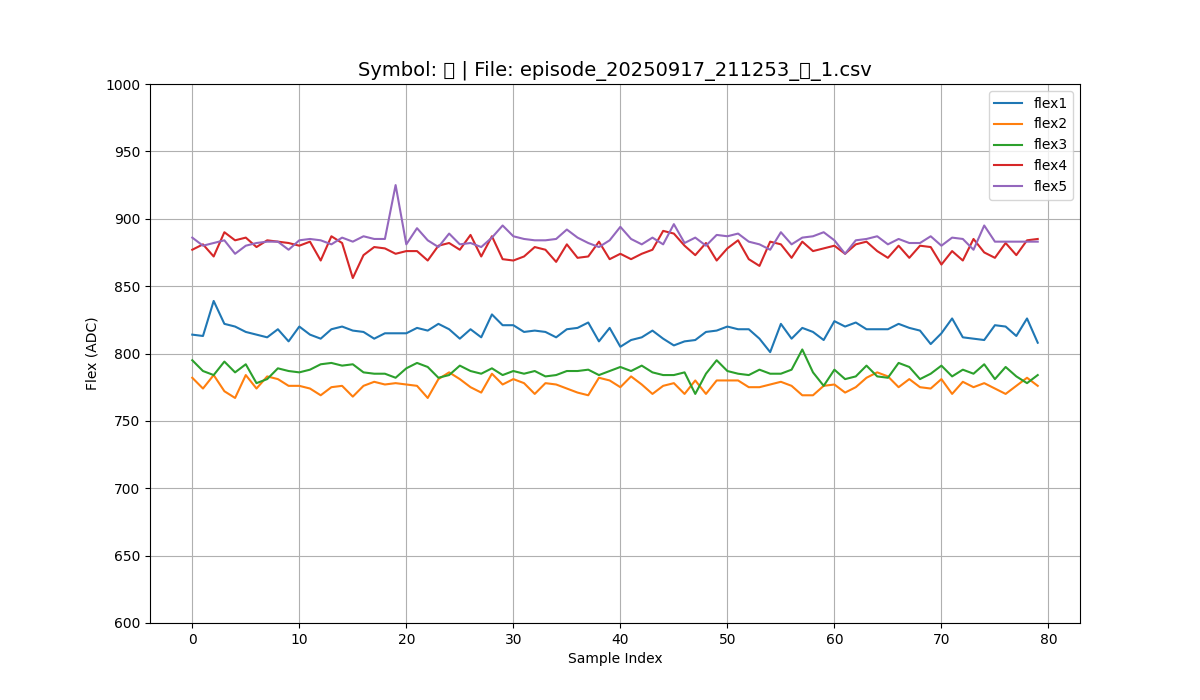 Symbol: | File: episode_20250917_211253_ _1.csv
1000
950
900
850
800
750
700
650
600
Flex (ADC)
flex1
flex2
flex3
flex4
flex5
0 10 20 30 40 50 60 70 80
Sample Index